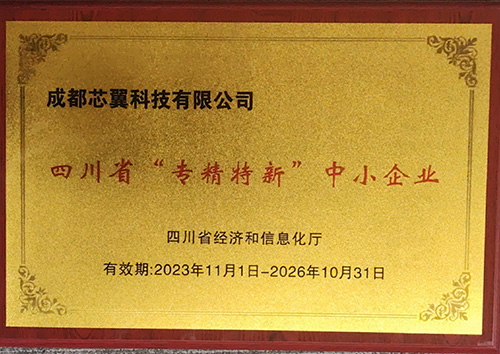 成都芯翼科技有限公司
四川省“专精特新”中小企业
四川省经济和信息化厅
有效期:2023年11月1日-2026年10月31日